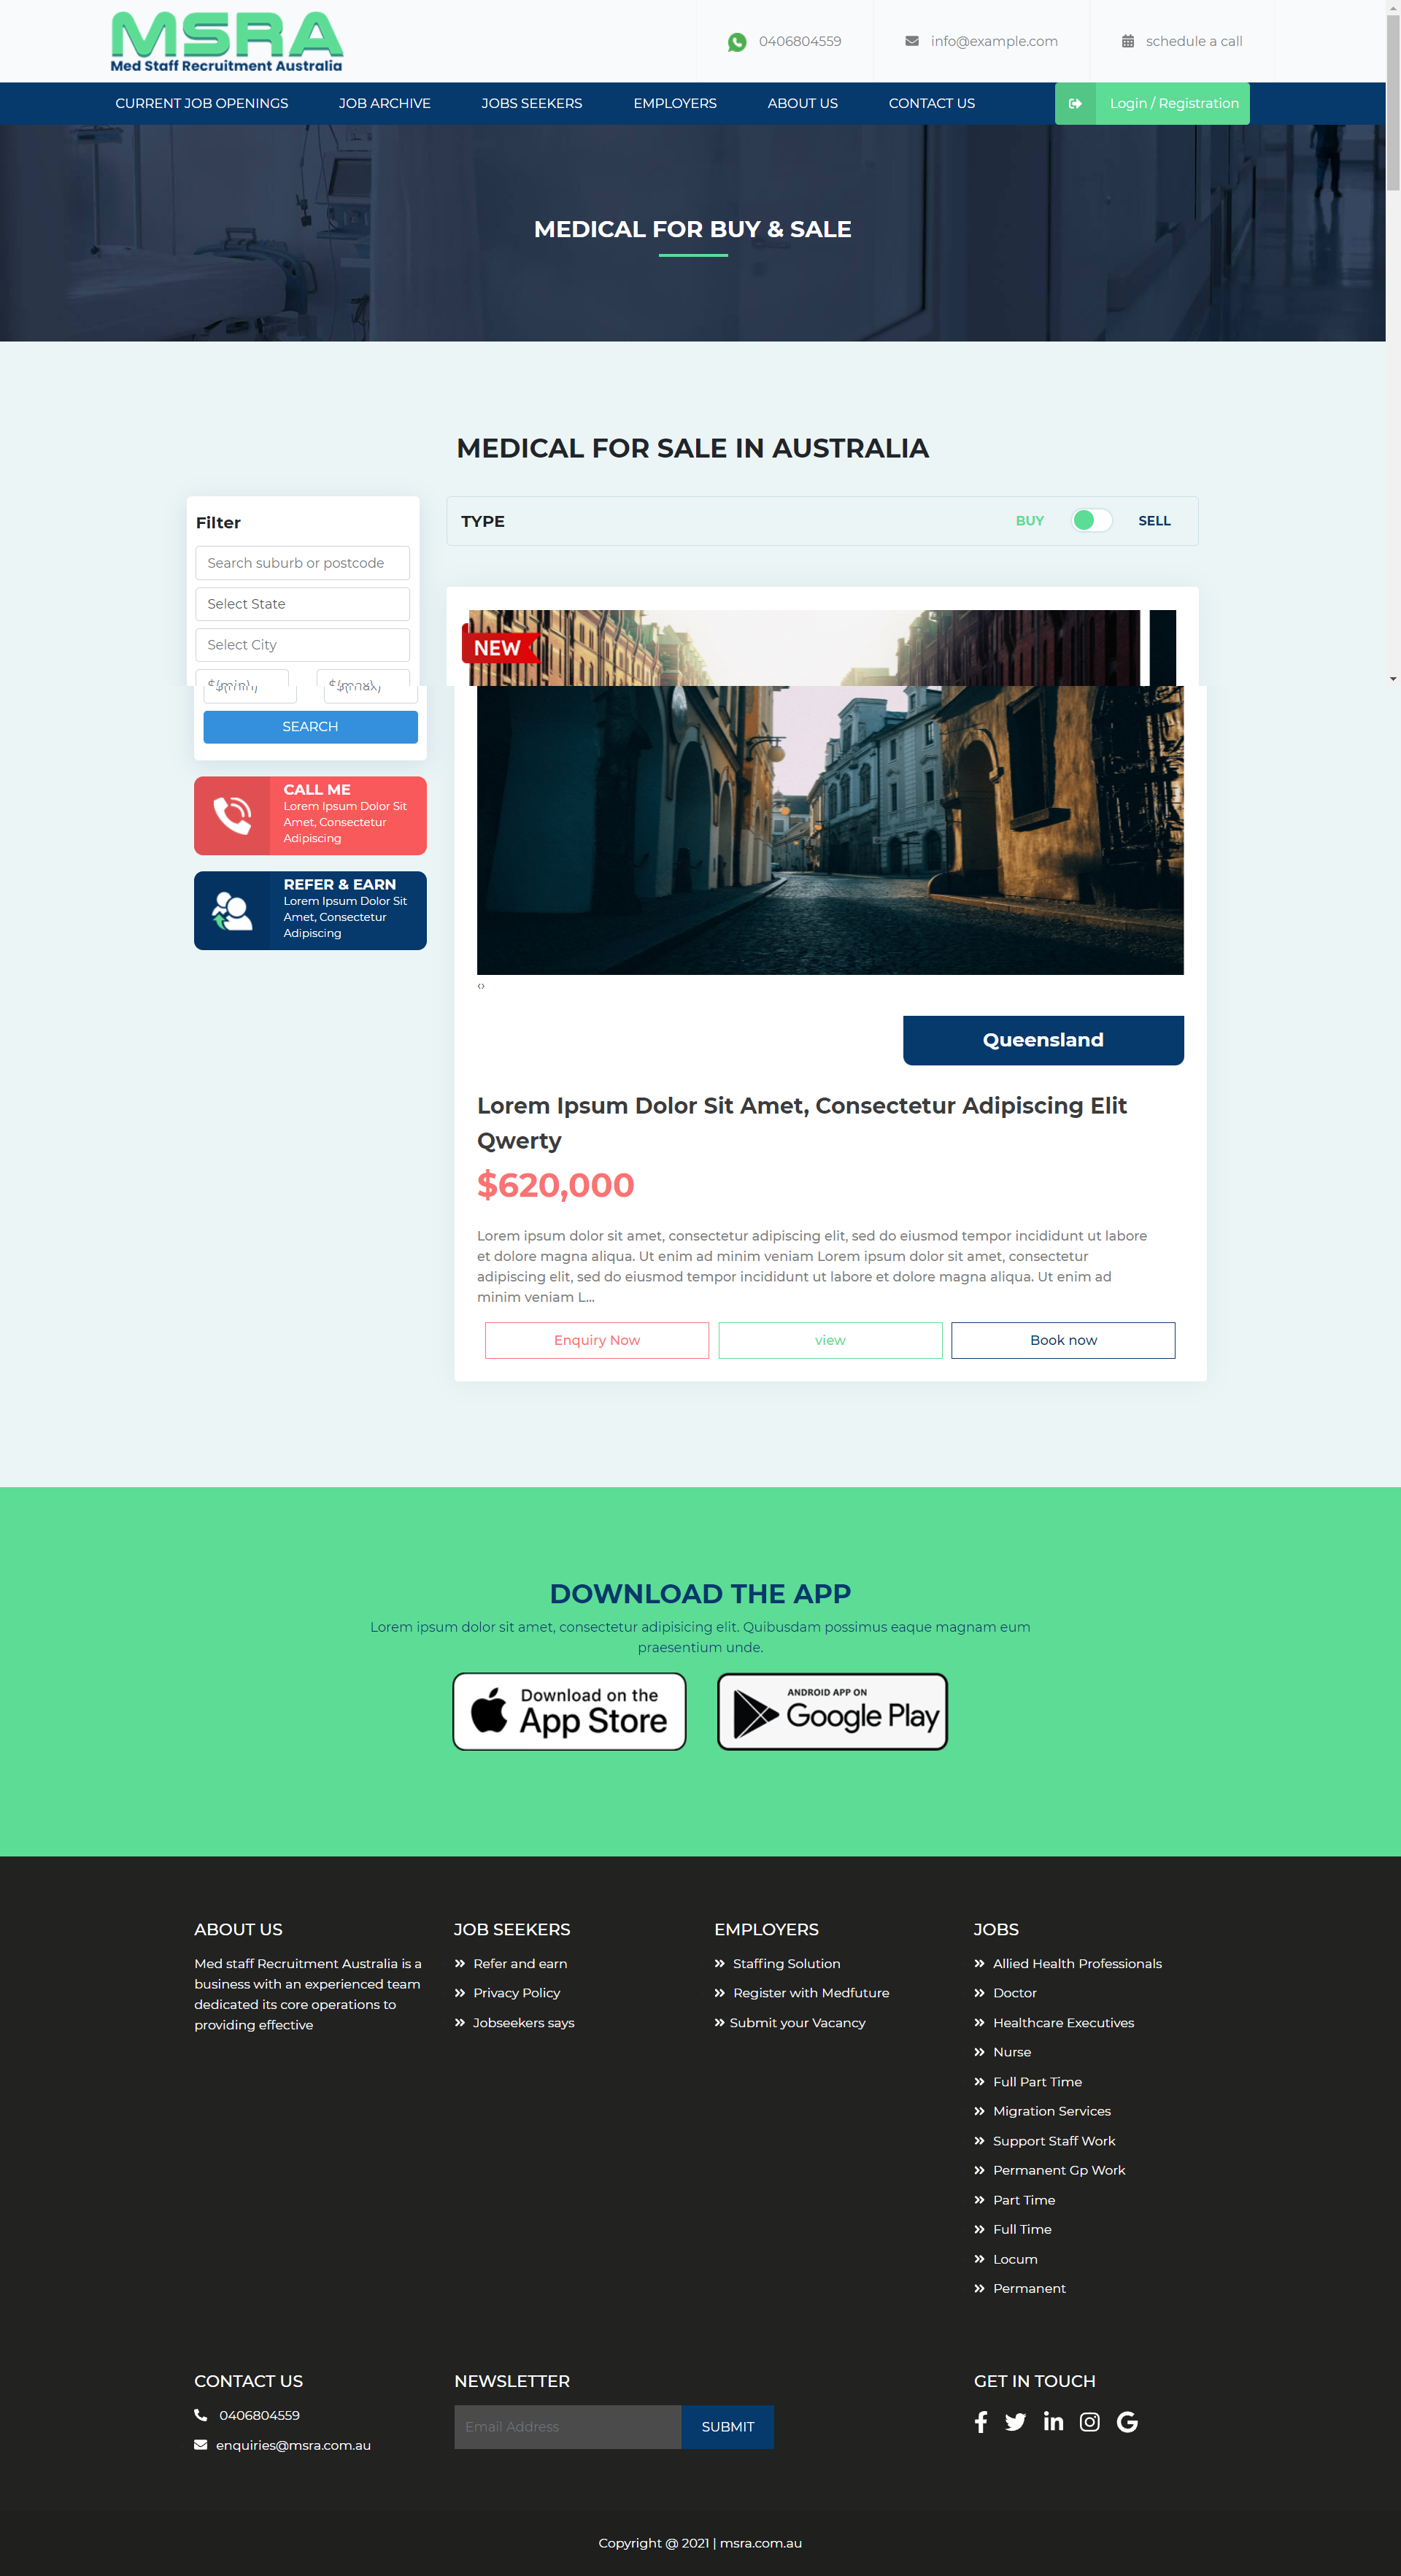 MSRA
Med Staff Recruitment Australia
0406804559
info@example.com
schedule a call
CURRENT JOB OPENINGS
JOB ARCHIVE
JOBS SEEKERS
EMPLOYERS
ABOUT US
CONTACT US
Login / Registration
MEDICAL FOR BUY & SALE
MEDICAL FOR SALE IN AUSTRALIA
Filter
Search suburb or postcode
Select State
Select City
SEARCH
CALL ME
Lorem Ipsum Dolor Sit
Amet, Consectetur
Adipiscing
REFER & EARN
Lorem Ipsum Dolor Sit
Amet, Consectetur
Adipiscing
TYPE
BUY
SELL
NEW
‹›
Queensland
Lorem Ipsum Dolor Sit Amet, Consectetur Adipiscing Elit
Qwerty
$620,000
Lorem ipsum dolor sit amet, consectetur adipiscing elit, sed do eiusmod tempor incididunt ut labore
et dolore magna aliqua. Ut enim ad minim veniam Lorem ipsum dolor sit amet, consectetur
adipiscing elit, sed do eiusmod tempor incididunt ut labore et dolore magna aliqua. Ut enim ad
minim veniam L...
Enquiry Now
view
Book now
DOWNLOAD THE APP
Lorem ipsum dolor sit amet, consectetur adipisicing elit. Quibusdam possimus eaque magnam eum
praesentium unde.
Download on the
App Store
ANDROID APP ON
Google Play
ABOUT US
Med staff Recruitment Australia is a
business with an experienced team
dedicated its core operations to
providing effective
JOB SEEKERS
Refer and earn
Privacy Policy
Jobseekers says
EMPLOYERS
Staffing Solution
Register with Medfuture
Submit your Vacancy
JOBS
Allied Health Professionals
Doctor
Healthcare Executives
Nurse
Full Part Time
Migration Services
Support Staff Work
Permanent Gp Work
Part Time
Full Time
Locum
Permanent
CONTACT US
0406804559
enquiries@msra.com.au
NEWSLETTER
Email Address
SUBMIT
GET IN TOUCH
Copyright @ 2021 | msra.com.au